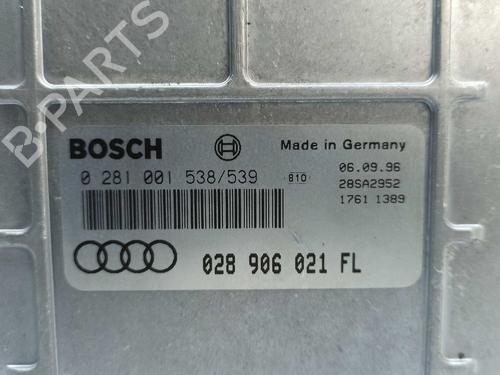 B-PARTS
BOSCH
Made in Germany
0 281 001 538/539
810
06.09.96
28SA2952
1761 1389
028 906 021 FL